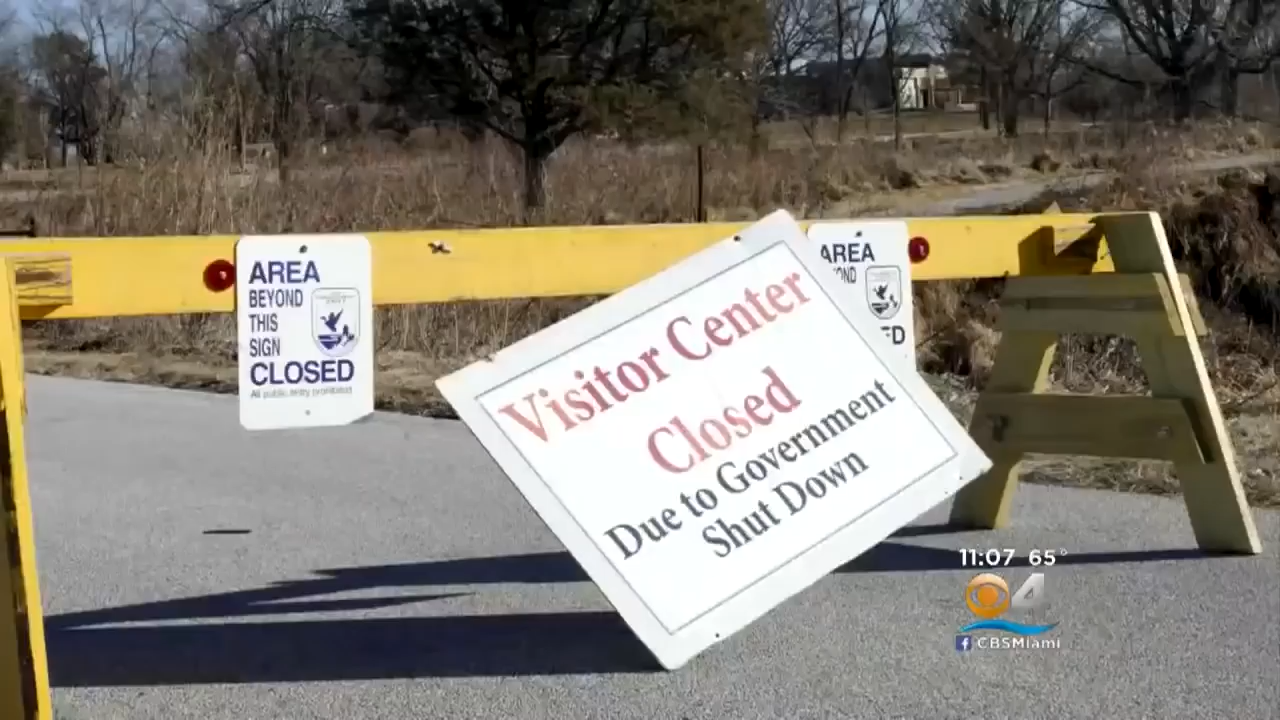 AREA
BEYOND
THIS
SIGN
CLOSED
All public entry prohibited
Visitor Center
Closed
Due to Government
Shut Down
AREA
11:07 65°
4
CBSMiami